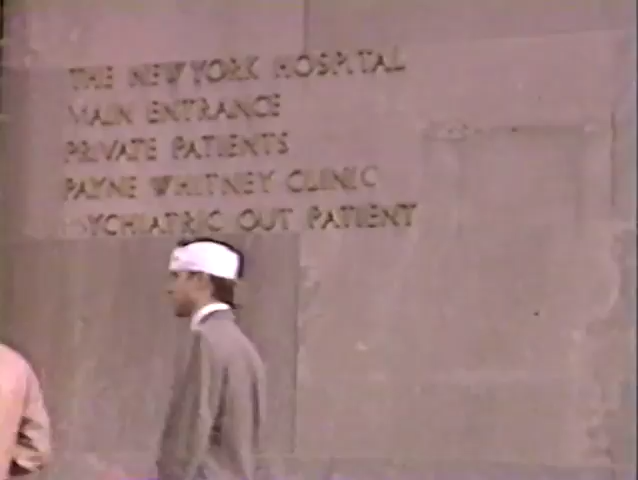 THE NEW YORK HOSPITAL
MAIN ENTRANCE
PRIVATE PATIENTS
PAYNE WHITNEY CLINIC
PSYCHIATRIC OUT PATIENT